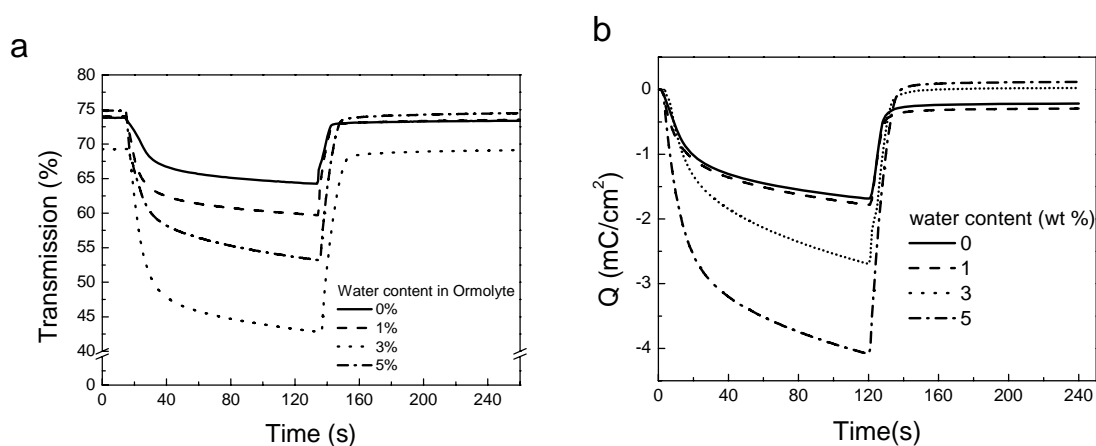 a
80
75
70
65
60
55
50
45
40
0
Transmission (%)
0 40 80 120 160 200 240
Time (s)
Water content in Ormolyte
0%
1%
3%
5%
b
0
-1
-2
-3
-4
Q (mC/cm²)
0 40 80 120 160 200 240
Time(s)
water content (wt %)
0
1
3
5